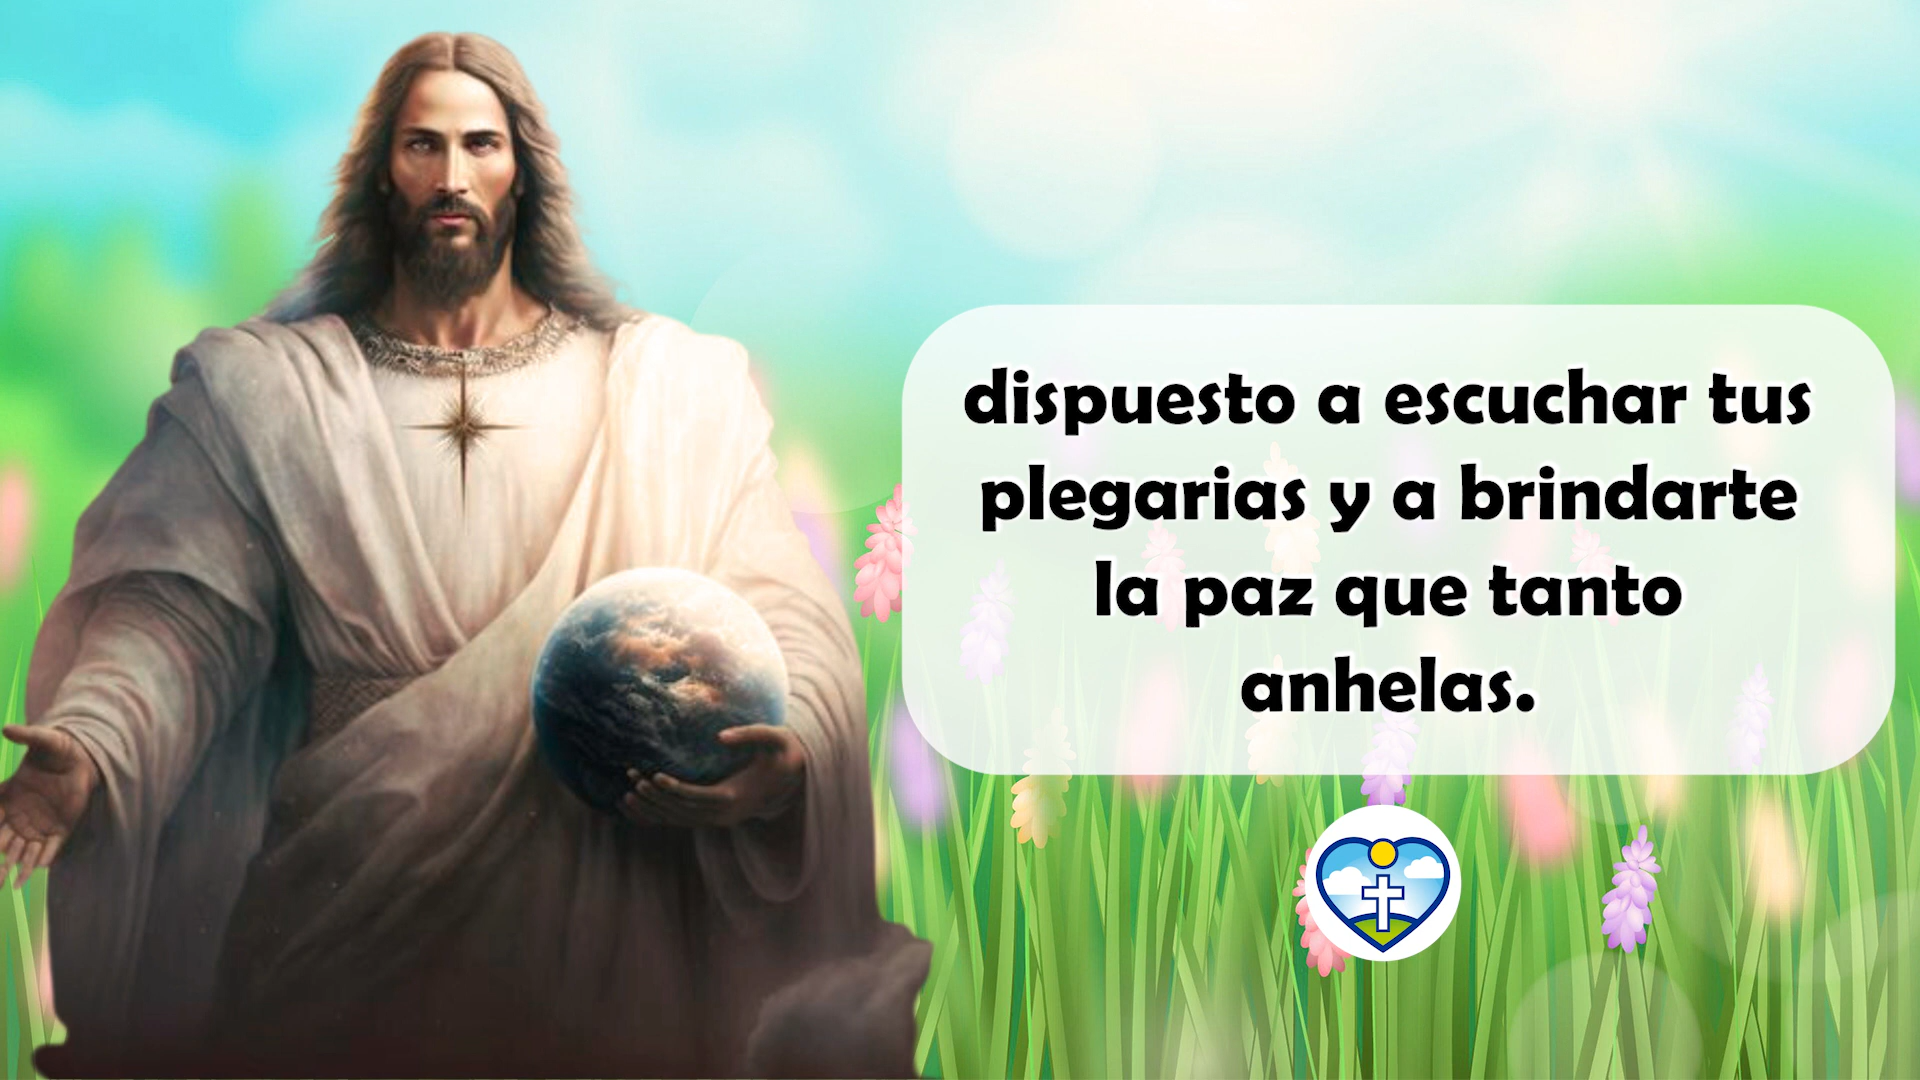 dispuesto a escuchar tus
plegarias y a brindarte
la paz que tanto
anhelas.